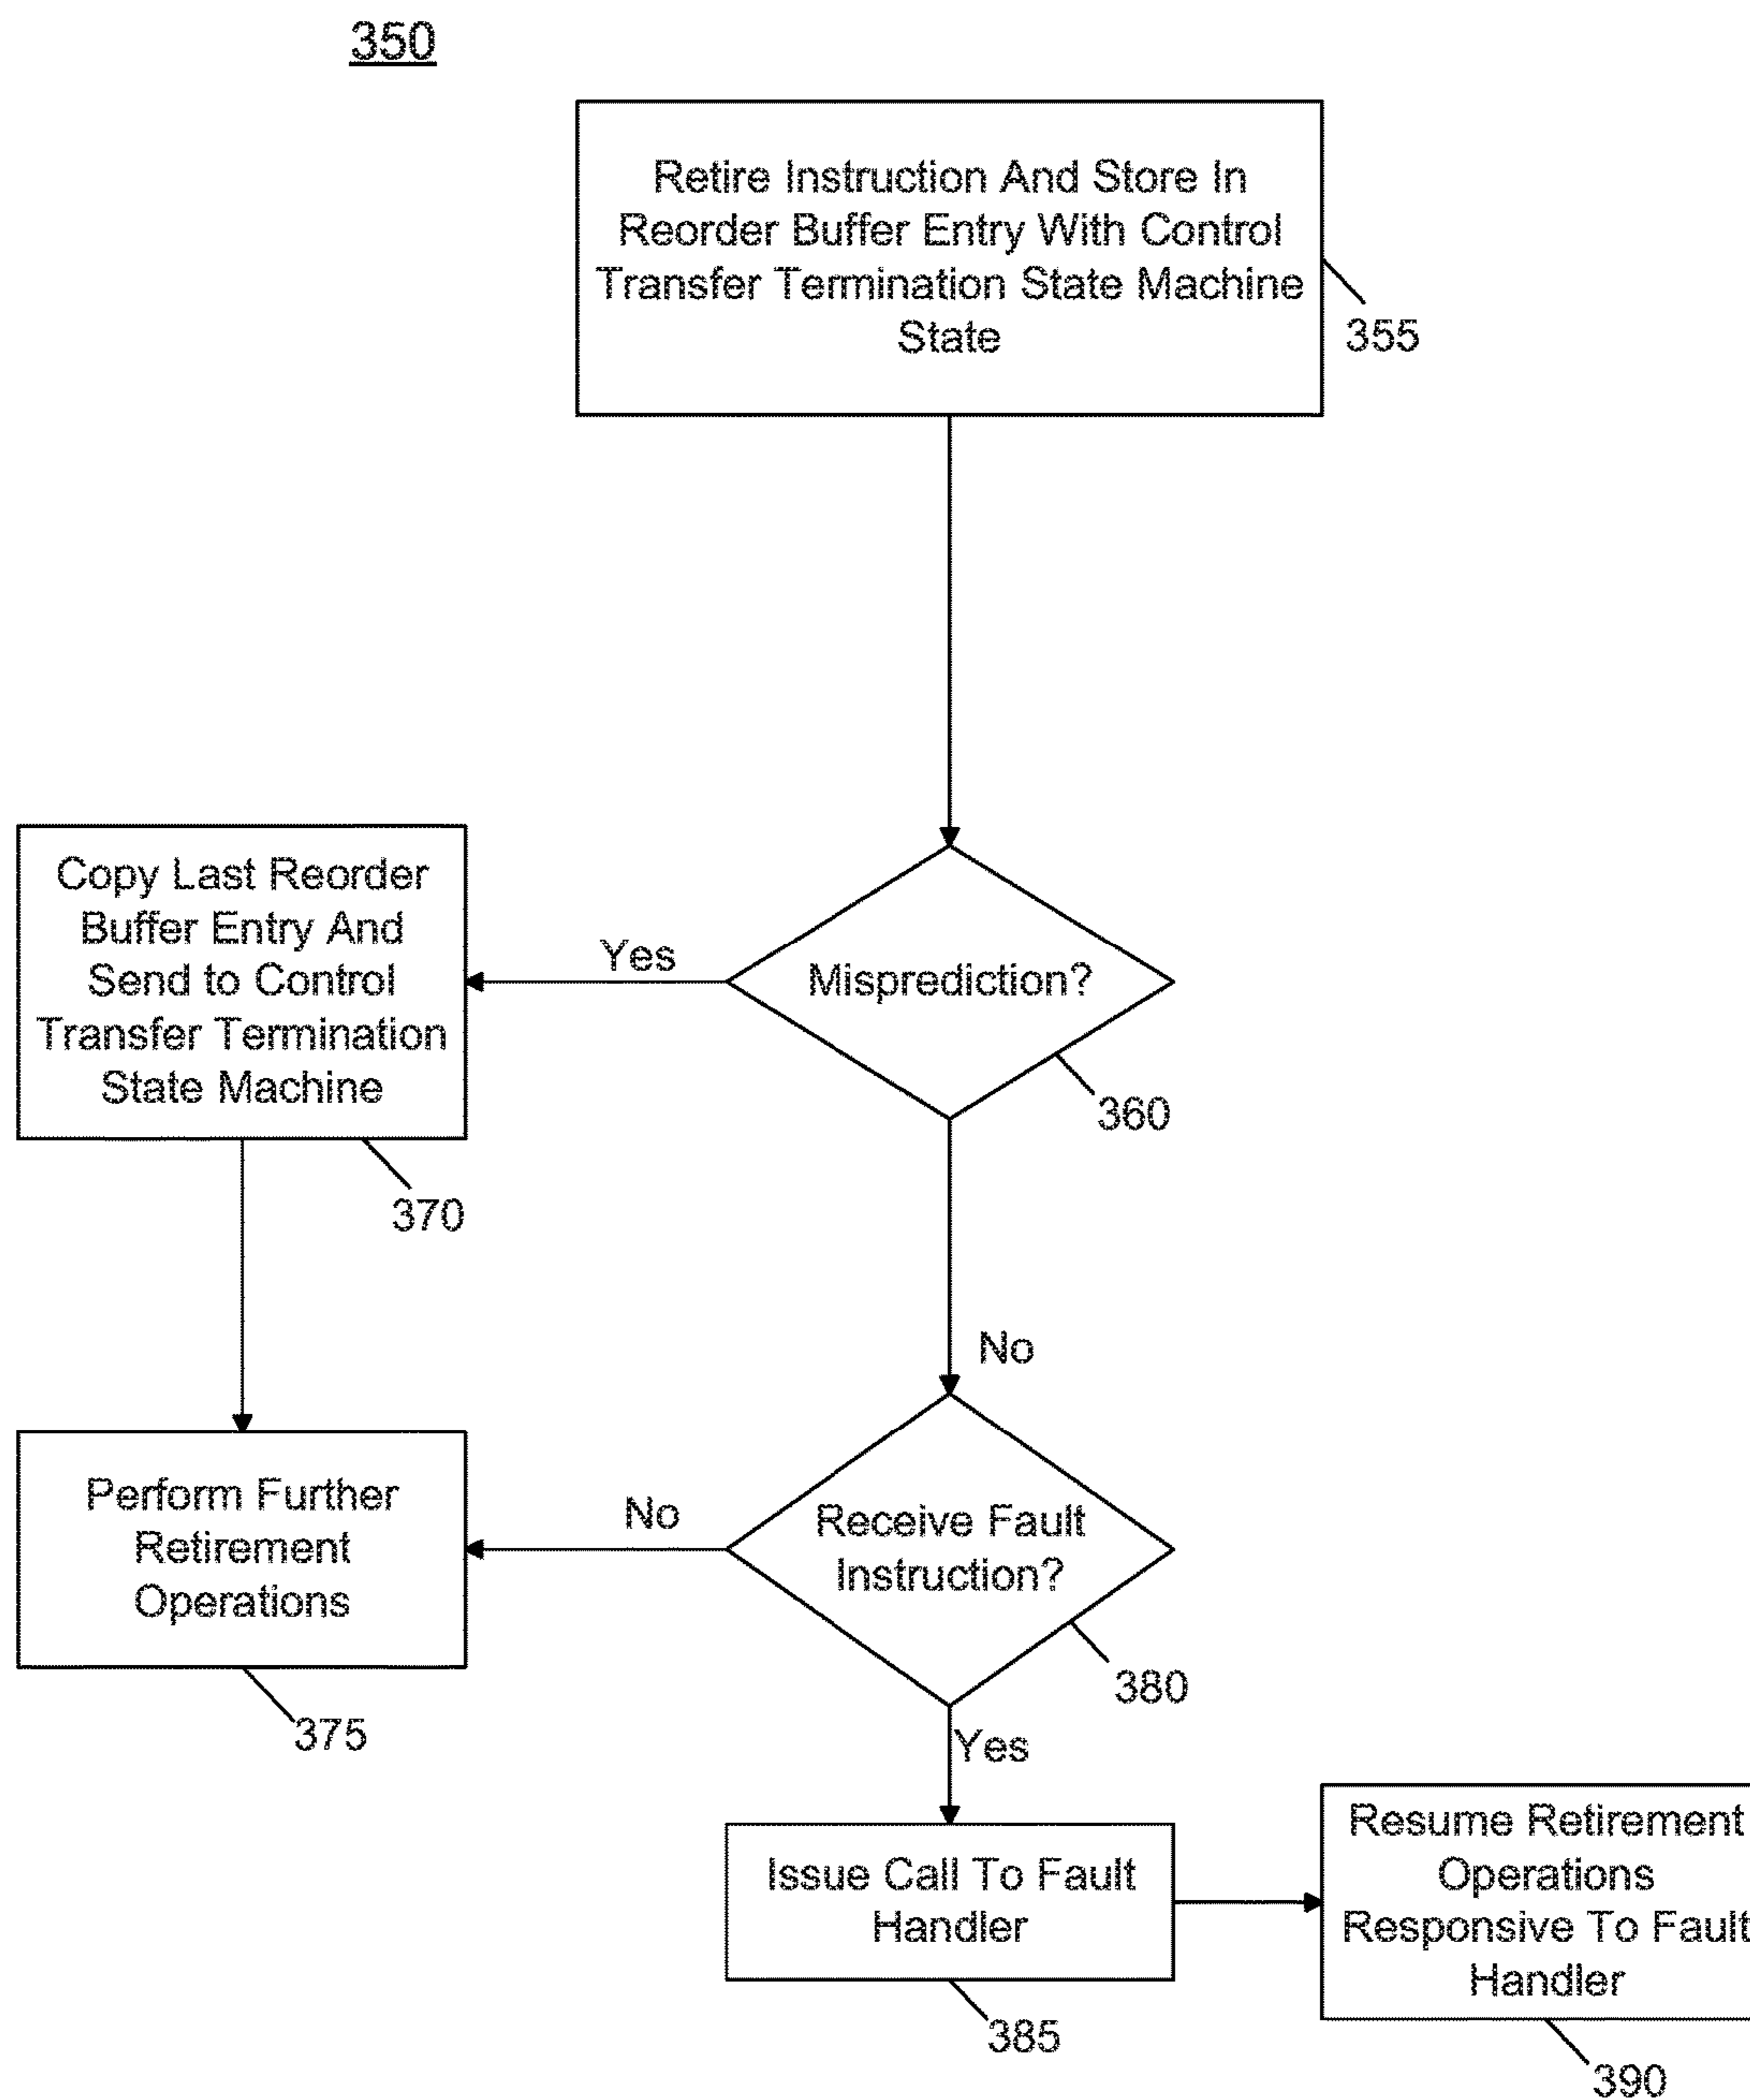 350
Retire Instruction And Store In
Reorder Buffer Entry With Control
Transfer Termination State Machine
State
355
Copy Last Reorder
Buffer Entry And
Send to Control
Transfer Termination
State Machine
370
Yes
Misprediction?
360
No
Perform Further
Retirement
Operations
375
No
Receive Fault
Instruction?
380
Yes
Issue Call To Fault
Handler
385
Resume Retirement
Operations
Responsive To Fault
Handler
390